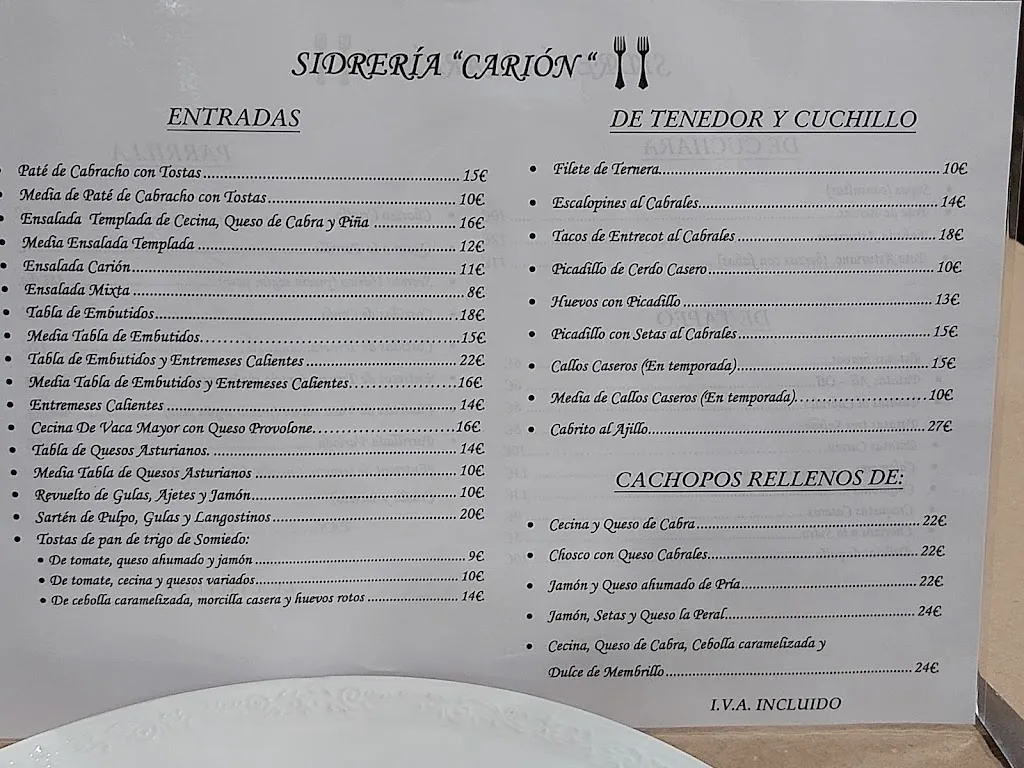 SIDRERÍA "CARIÓN"
ENTRADAS
Paté de Cabracho con Tostas 15€
Media de Paté de Cabracho con Tostas 10€
Ensalada Templada de Cecina, Queso de Cabra y Piña 16€
Media Ensalada Templada 12€
Ensalada Carión 11€
Ensalada Mixta 8€
Tabla de Embutidos 18€
Media Tabla de Embutidos 15€
Tabla de Embutidos y Entremeses Calientes 22€
Media Tabla de Embutidos y Entremeses Calientes 16€
Entremeses Calientes 14€
Cecina De Vaca Mayor con Queso Provolone 16€
Tabla de Quesos Asturianos 14€
Media Tabla de Quesos Asturianos 10€
Revuelto de Gulas, Ajetes y Jamón 10€
Sartén de Pulpo, Gulas y Langostinos 20€
Tostas de pan de trigo de Somiedo:
De tomate, queso ahumado y jamón 9€
De tomate, cecina y quesos variados 10€
De cebolla caramelizada, morcilla casera y huevos rotos 14€
DE TENEDOR Y CUCHILLO
Filete de Ternera 10€
Escalopines al Cabrales 14€
Tacos de Entrecot al Cabrales 18€
Picadillo de Cerdo Casero 10€
Huevos con Picadillo 13€
Picadillo con Setas al Cabrales 15€
Callos Caseros (En temporada) 15€
Media de Callos Caseros (En temporada) 10€
Cabrito al Ajillo 27€
CACHOPOS RELLENOS DE:
Cecina y Queso de Cabra 22€
Chosco con Queso Cabrales 22€
Jamón y Queso ahumado de Pría 22€
Jamón, Setas y Queso la Peral 24€
Cecina, Queso de Cabra, Cebolla caramelizada y
Dulce de Membrillo 24€
I.V.A. INCLUIDO